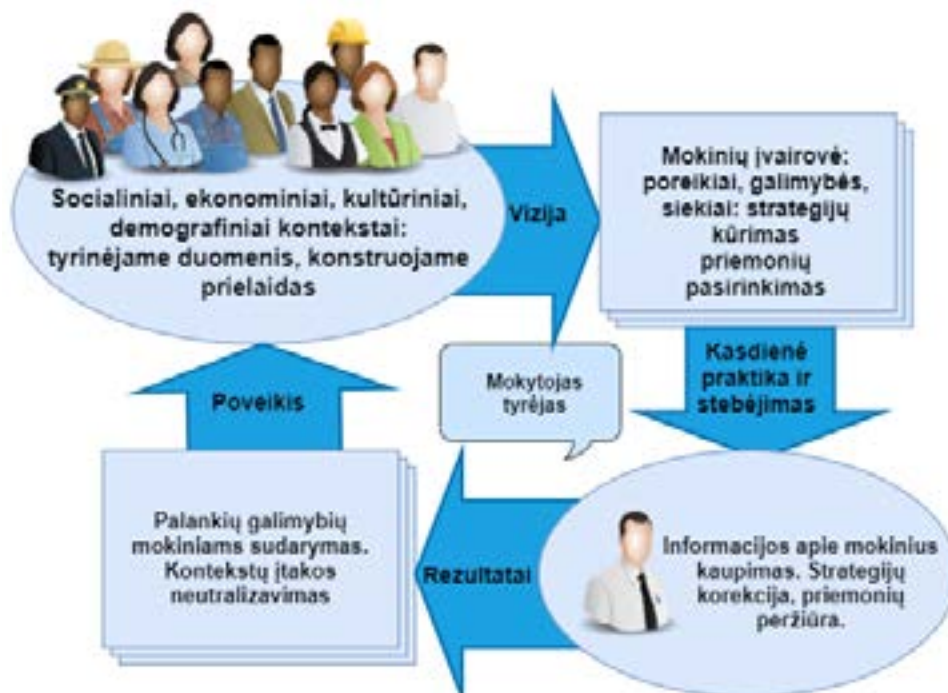 Socialiniai, ekonominiai, kultūriniai,
demografiniai kontekstai:
tyrinėjame duomenis, konstruojame
prielaidas
Vizija
Mokinių įvairovė:
poreikiai, galimybės,
siekiai: strategijų
kūrimas
priemonių
pasirinkimas
Kasdienė
praktika ir
stebėjimas
Mokytojas
tyrėjas
Informacijos apie mokinius
kaupimas. Strategijų
korekcija, priemonių
peržiūra.
Rezultatai
Palankių galimybių
mokiniams sudarymas.
Kontekstų įtakos
neutralizavimas
Poveikis